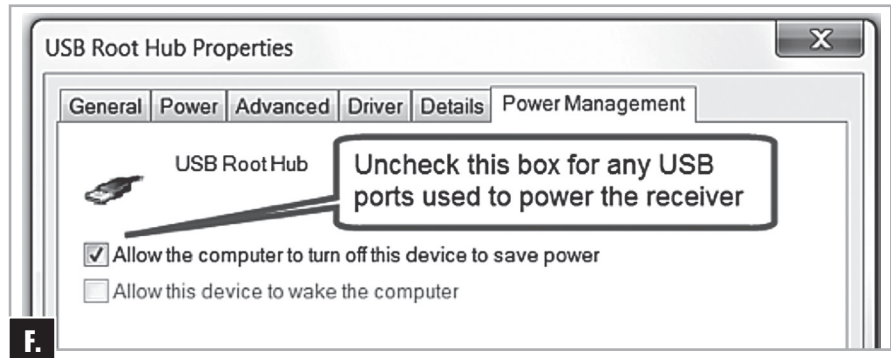 USB Root Hub Properties
X
General Power Advanced Driver Details Power Management
USB Root Hub
Uncheck this box for any USB
ports used to power the receiver
Allow the computer to turn off this device to save power
Allow this device to wake the computer
F.